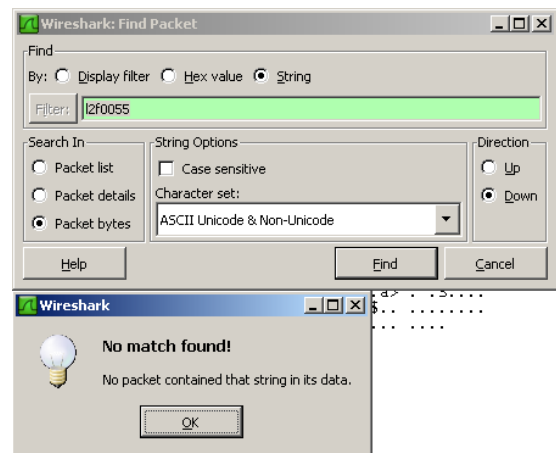 Wireshark: Find Packet
Find
By: Display filter Hex value String
Filter: l2f0055
Search In
Packet list
Packet details
Packet bytes
String Options
Case sensitive
Character set:
ASCII Unicode & Non-Unicode
Direction
Up
Down
Help Find Cancel
Wireshark
No match found!
No packet contained that string in its data.
OK